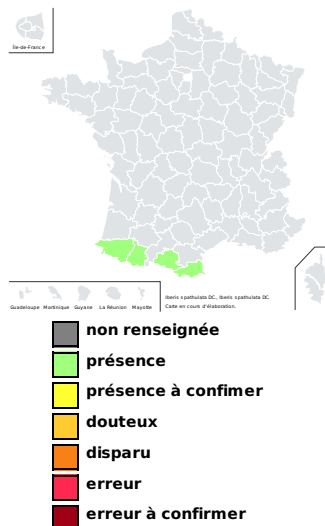 Île-de-France
Guadeloupe Martinique Guyane La Réunion Mayotte
Iberis spathulata DC., Iberis spathulata DC
Carte en cours d'élaboration.
non renseignée
présence
présence à confimer
douteux
disparu
erreur
erreur à confirmer